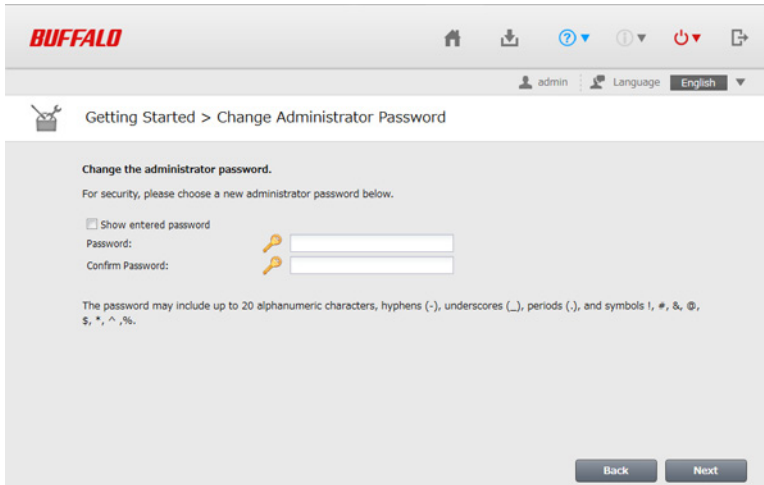 BUFFALO
admin Language English
Getting Started > Change Administrator Password
Change the administrator password.
For security, please choose a new administrator password below.
Show entered password
Password:
Confirm Password:
The password may include up to 20 alphanumeric characters, hyphens (-), underscores (_), periods (.), and symbols !, #, &, @,
$, *, ^ ,%.
Back Next